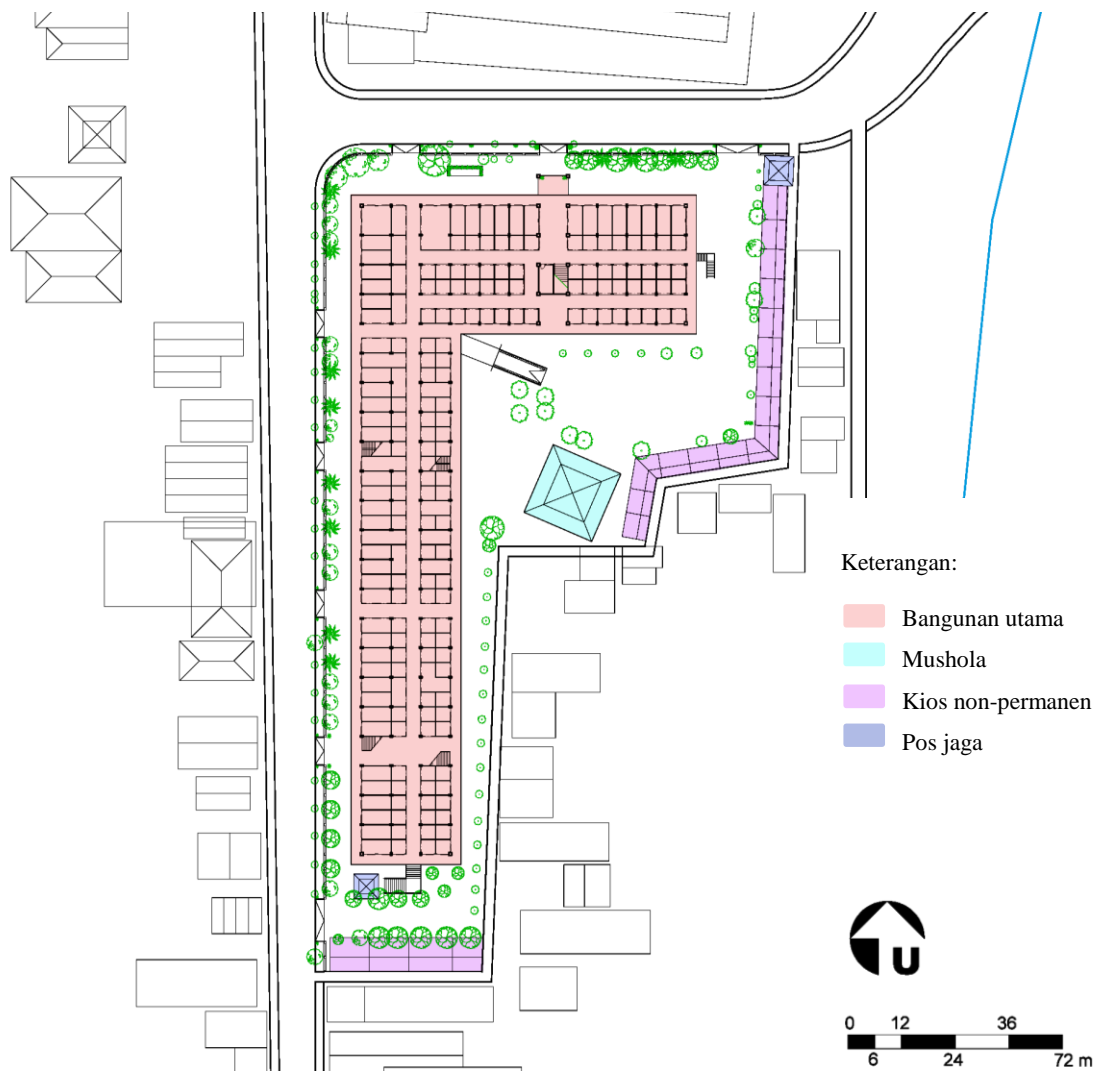 Keterangan:
Bangunan utama
Mushola
Kios non-permanen
Pos jaga
U
0 12 36
6 24 72 m